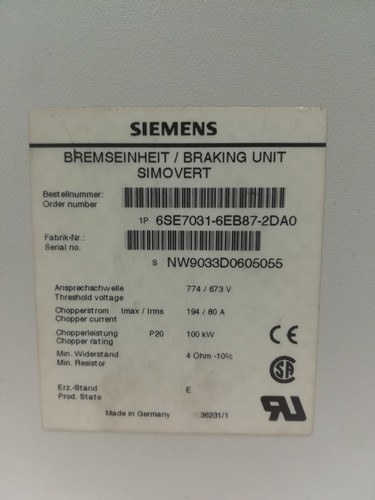 SIEMENS
BREMSEINHEIT / BRAKING UNIT
SIMOVERT
Bestellnummer:
Order number
1P 6SE7031-6EB87-2DA0
Fabrik-Nr.:
Serial no.
S NW9033D0605055
Ansprechschwelle 774 / 673 V
Threshold voltage
Chopperstrom Imax / Irms 194 / 80 A
Chopper current
Chopperleistung P20 100 kW
Chopper rating
Min. Widerstand 4 Ohm -10%
Min. Resistor
Erz.-Stand E
Prod. State
Made in Germany 36231/1
CE